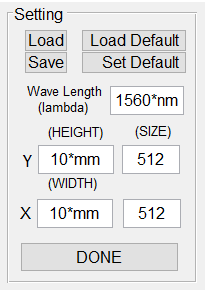 Setting
Load Load Default
Save Set Default
Wave Length
(lambda) 1560*nm
(HEIGHT) (SIZE)
Y 10*mm 512
(WIDTH)
X 10*mm 512
DONE